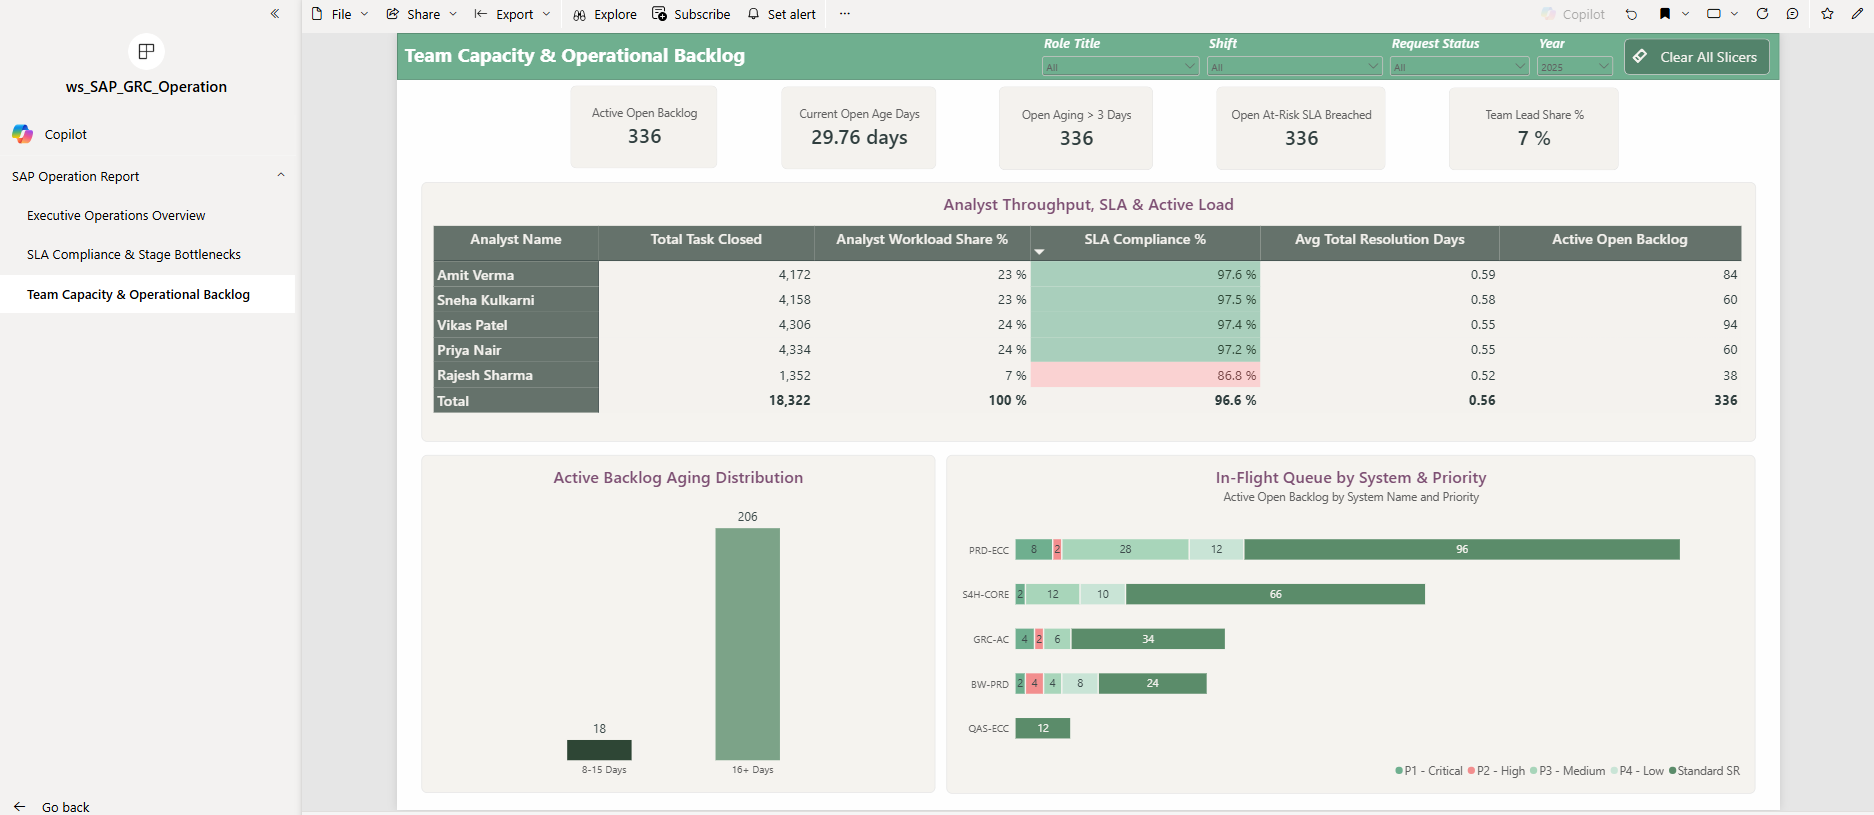 File Share Export Explore Subscribe Set alert ... Copilot
ws_SAP_GRC_Operation
Copilot
SAP Operation Report
Executive Operations Overview
SLA Compliance & Stage Bottlenecks
Team Capacity & Operational Backlog
Go back
Team Capacity & Operational Backlog
Role Title
All
Shift
All
Request Status
All
Year
2025
Clear All Slicers
Active Open Backlog
336
Current Open Age Days
29.76 days
Open Aging > 3 Days
336
Open At-Risk SLA Breached
336
Team Lead Share %
7 %
Analyst Throughput, SLA & Active Load
Analyst Name Total Task Closed Analyst Workload Share % SLA Compliance % Avg Total Resolution Days Active Open Backlog
Amit Verma 4,172 23 % 97.6 % 0.59 84
Sneha Kulkarni 4,158 23 % 97.5 % 0.58 60
Vikas Patel 4,306 24 % 97.4 % 0.55 94
Priya Nair 4,334 24 % 97.2 % 0.55 60
Rajesh Sharma 1,352 7 % 86.8 % 0.52 38
Total 18,322 100 % 96.6 % 0.56 336
Active Backlog Aging Distribution
206
18
8-15 Days 16+ Days
In-Flight Queue by System & Priority
Active Open Backlog by System Name and Priority
PRD-ECC 8 2 28 12 96
S4H-CORE 2 12 10 66
GRC-AC 4 2 6 34
BW-PRD 2 4 4 8 24
QAS-ECC 12
P1 - Critical P2 - High P3 - Medium P4 - Low Standard SR